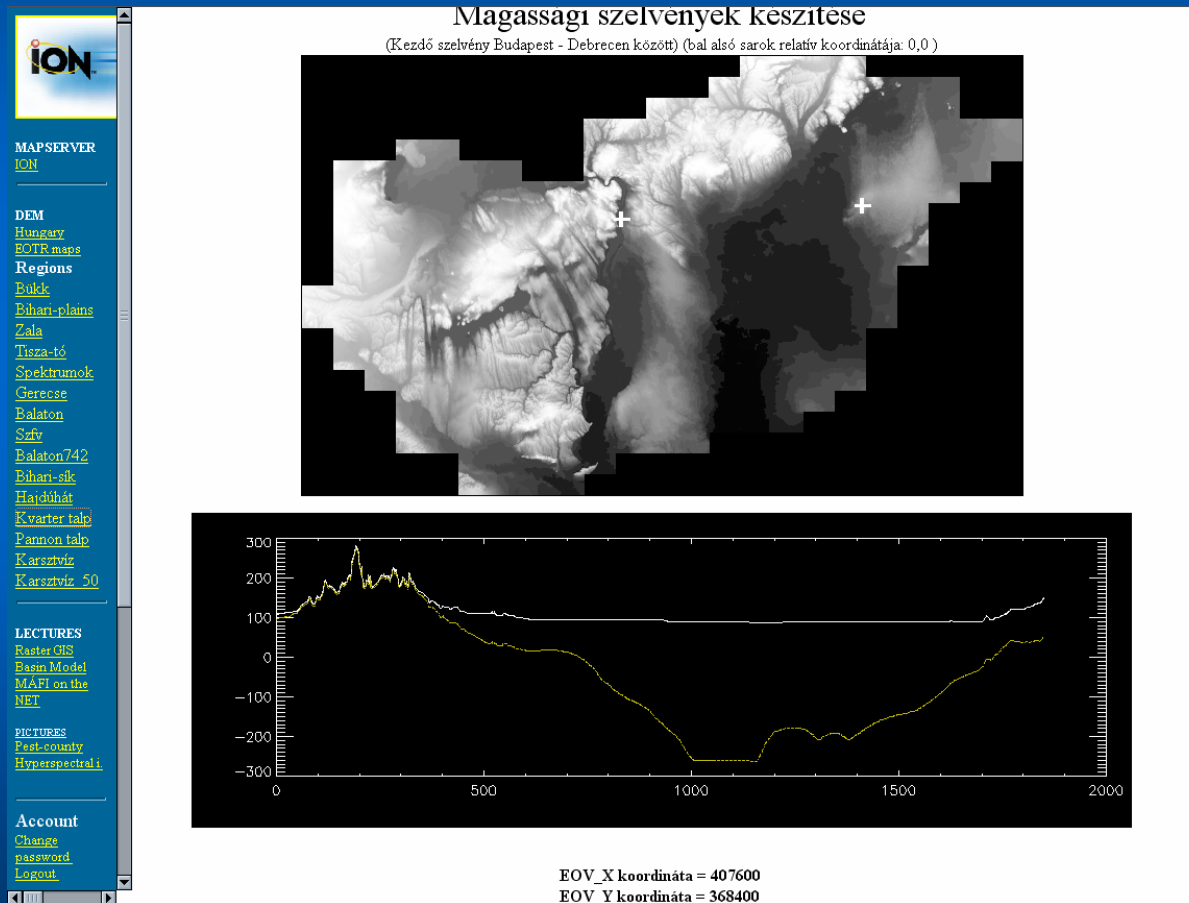 iON
MAPSERVER
ION
DEM
Hungary
EOTR maps
Regions
Bükk
Bihari-plains
Zala
Tisza-tó
Spektrumok
Gerecse
Balaton
Szfv
Balaton742
Bihari-sík
Hajdúhát
Kvarter talp
Pannon talp
Karsztvíz
Karsztvíz_50
LECTURES
Raster GIS
Basin Model
MÁFI on the
NET
PICTURES
Pest-county
Hyperspectral i.
Account
Change
password
Logout
Magassági szelvények készítése
(Kezdő szelvény Budapest - Debrecen között) (bal alsó sarok relatív koordinátája: 0,0 )
300
200
100
0
−100
−200
−300
0 500 1000 1500 2000
EOV_X koordináta = 407600
EOV_Y koordináta = 368400